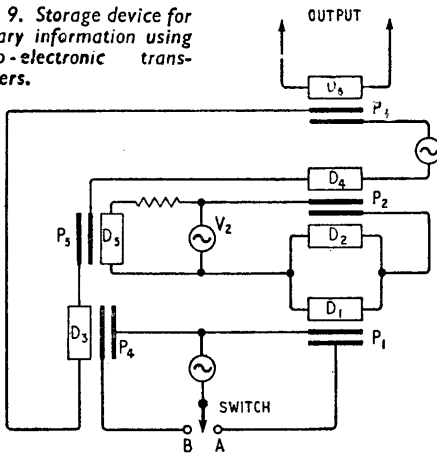 9. Storage device for
ary information using
o-electronic trans-
ers.
OUTPUT
P3
D4
P2
V2
P5
D5
D2
D3
P4
D1
P1
SWITCH
B
A